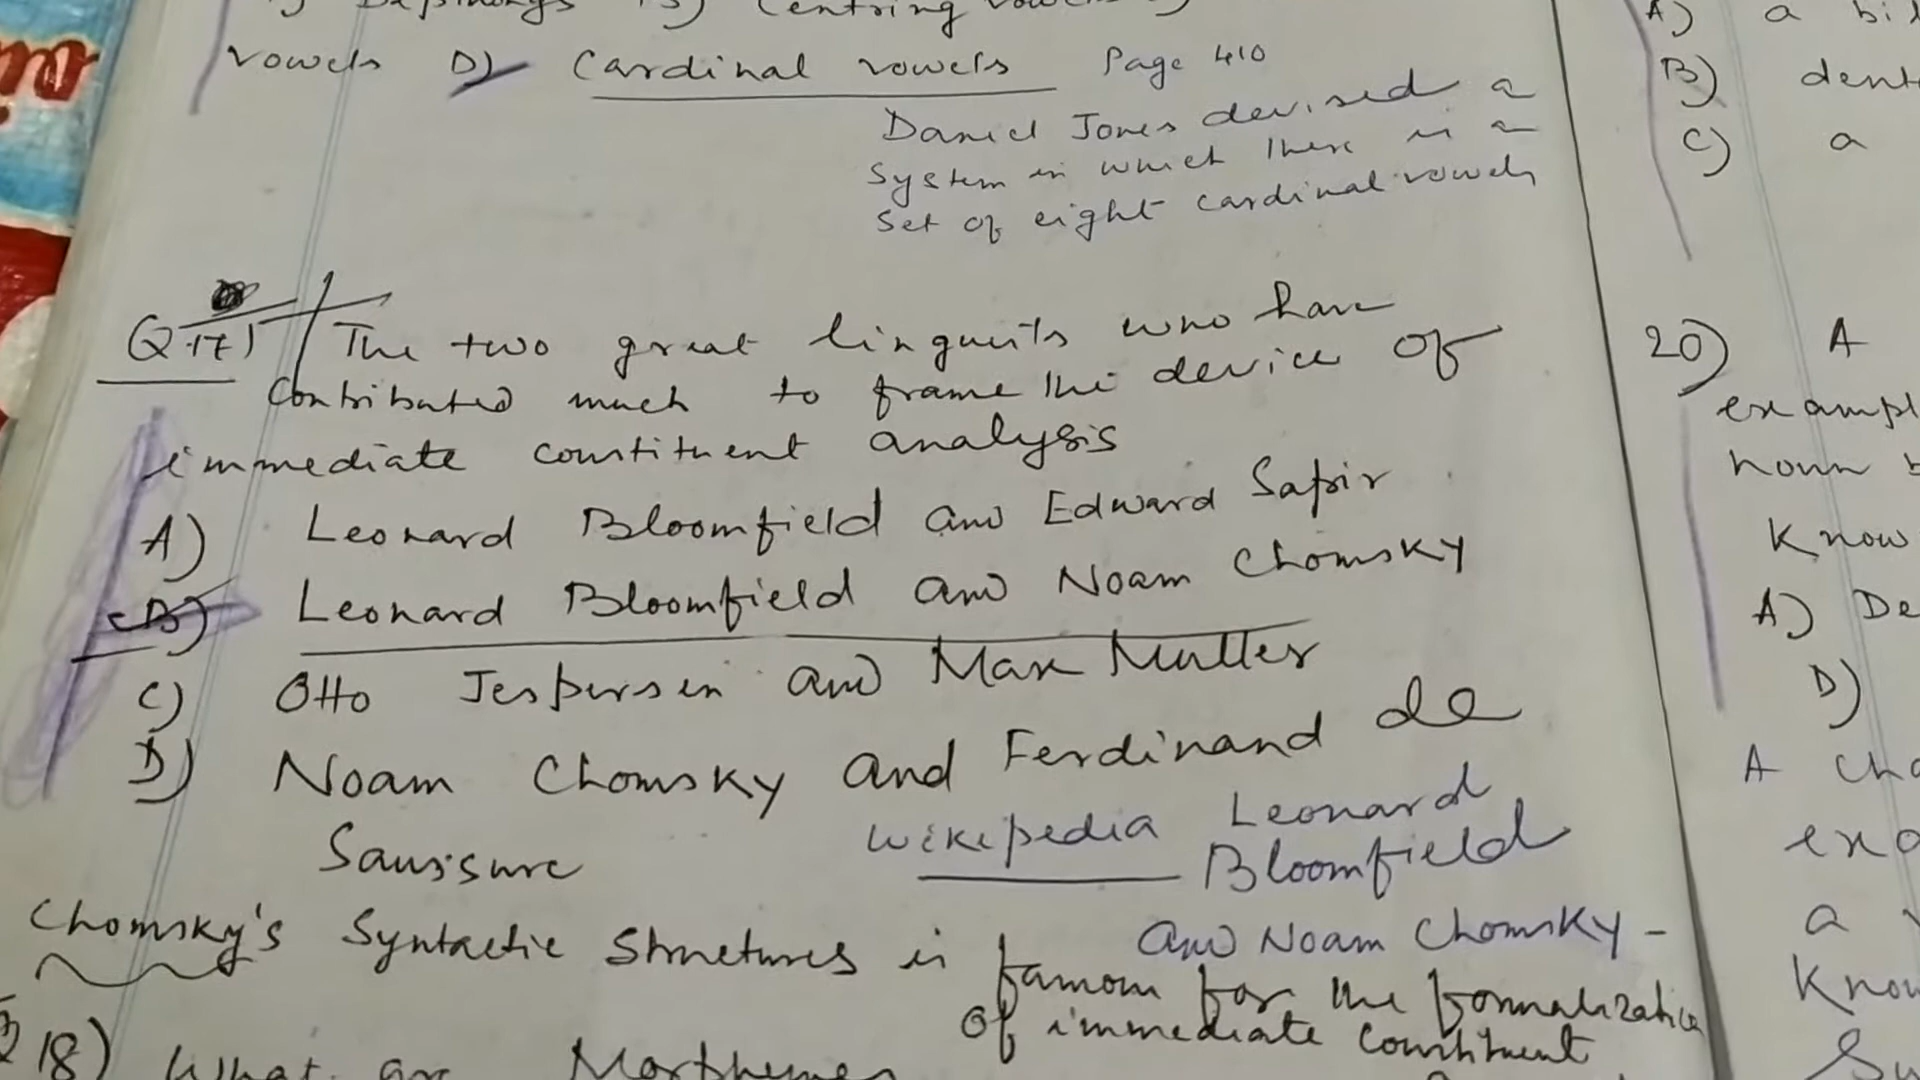 vowels D) Cardinal vowels Page 410
Daniel Jones devised a
system in which there is a
set of eight cardinal vowels
Q.17) The two great linguists who have
contributed much to frame the device of
immediate constituent analysis
A) Leonard Bloomfield and Edward Sapir
B) Leonard Bloomfield and Noam Chomsky
C) Otto Jespersen and Max Muller
D) Noam Chomsky and Ferdinand de
Saussure
Wikipedia Leonard
Bloomfield
and Noam Chomsky -
Chomsky's Syntactic Structures is famous for the formalization
of immediate constituent
18) What are Morphemes
A)
B)
C) a
20) A
noun
know
A) De
D)
A
a
know